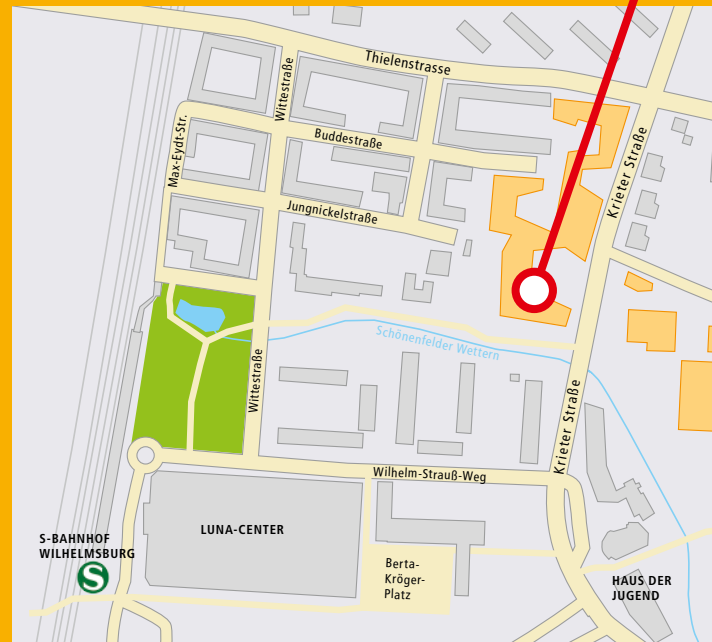 Thielenstrasse
Wittestraße
Buddestraße
Max-Eydt-Str.
Krieter Straße
Jungnickelstraße
Schönenfelder Wettern
Wittestraße
Krieter Straße
Wilhelm-Strauß-Weg
LUNA-CENTER
S-BAHNHOF
WILHELMSBURG
S
Berta-
Kröger-
Platz
HAUS DER
JUGEND